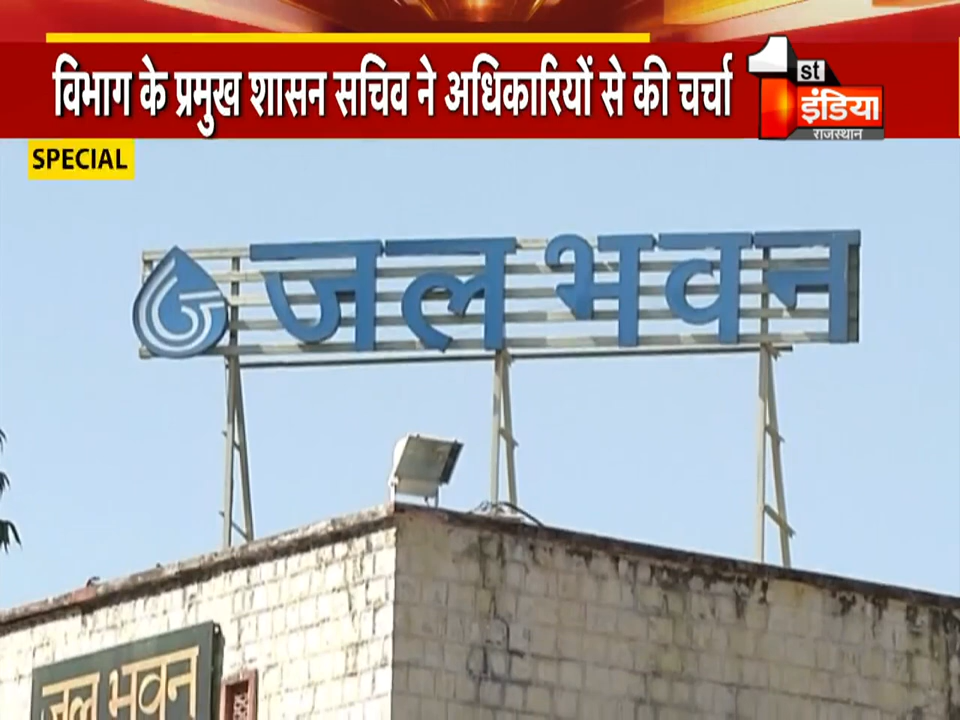 विभाग के प्रमुख शासन सचिव ने अधिकारियों से की चर्चा
1st
इंडिया
राजस्थान
SPECIAL
जल भवन
जल भवन